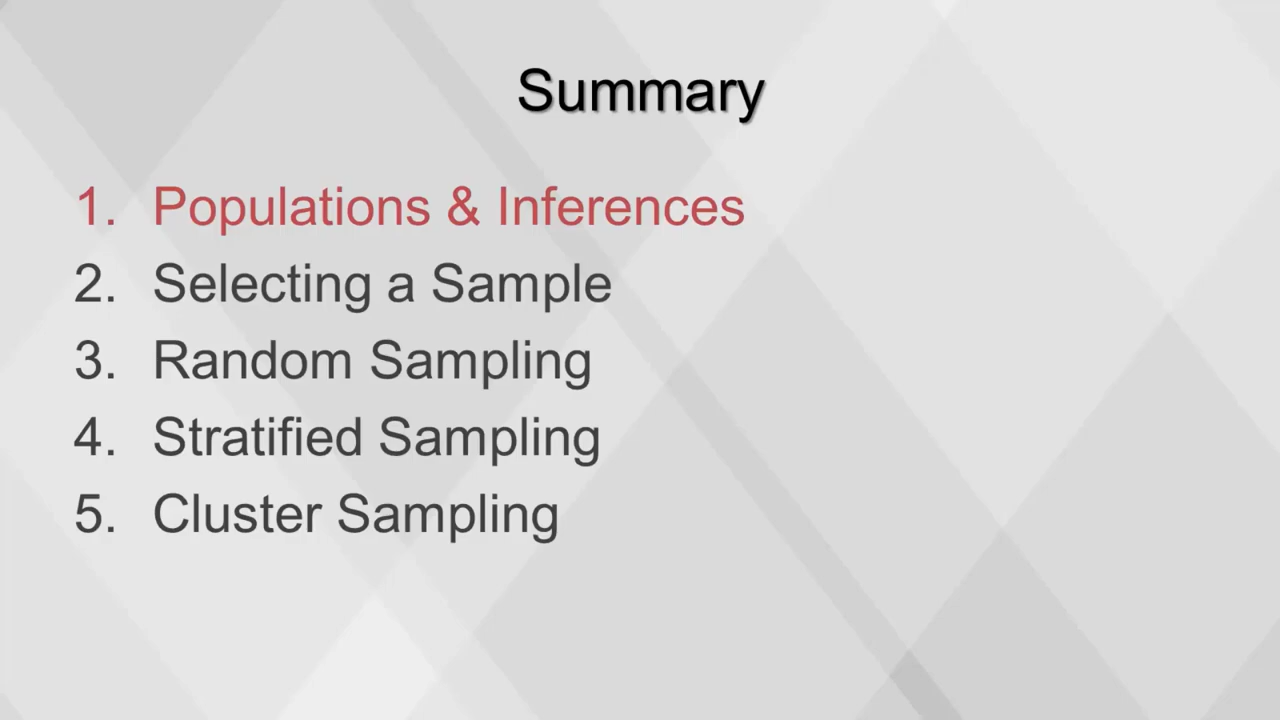 Summary
1. Populations & Inferences
2. Selecting a Sample
3. Random Sampling
4. Stratified Sampling
5. Cluster Sampling